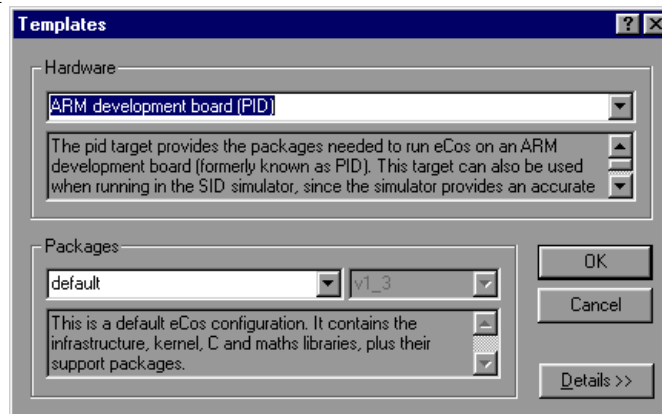 Templates
Hardware
ARM development board (PID)
The pid target provides the packages needed to run eCos on an ARM
development board (formerly known as PID). This target can also be used
when running in the SID simulator, since the simulator provides an accurate
Packages
default
v1_3
This is a default eCos configuration. It contains the
infrastructure, kernel, C and maths libraries, plus their
support packages.
OK
Cancel
Details >>